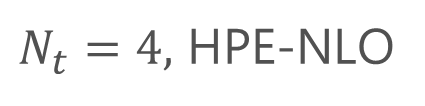 $N_t = 4$, HPE-NLO